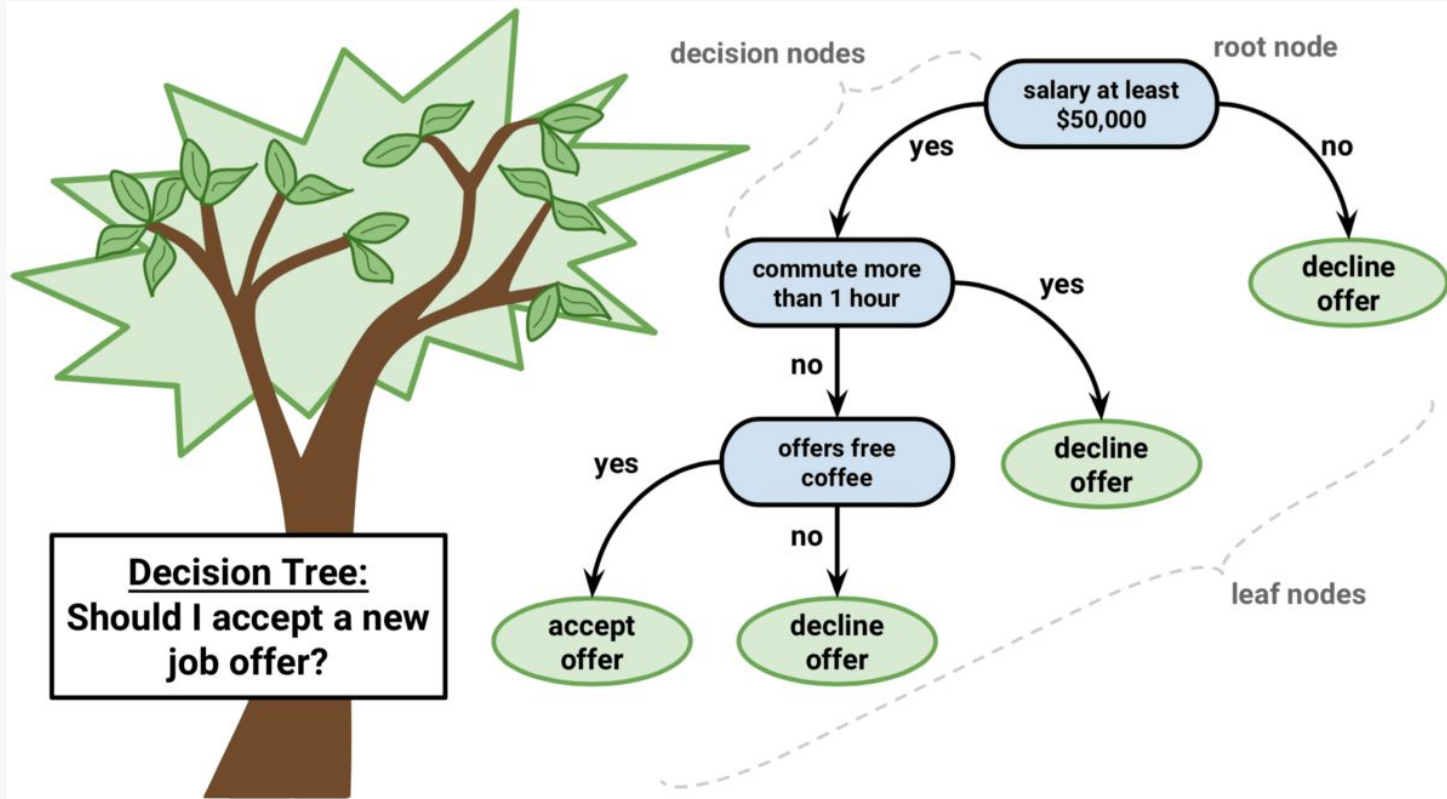 decision nodes
root node
salary at least
$50,000
yes
no
commute more
than 1 hour
decline
offer
yes
no
offers free
coffee
decline
offer
yes
no
Decision Tree:
Should I accept a new
job offer?
accept
offer
decline
offer
leaf nodes